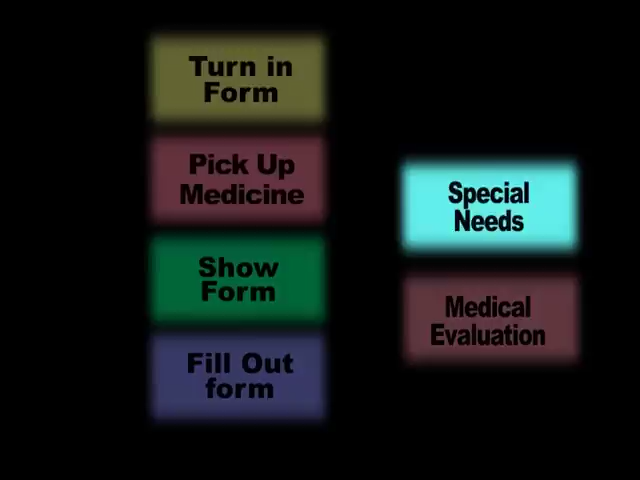 Turn in
Form
Pick Up
Medicine
Show
Form
Fill Out
form
Special
Needs
Medical
Evaluation